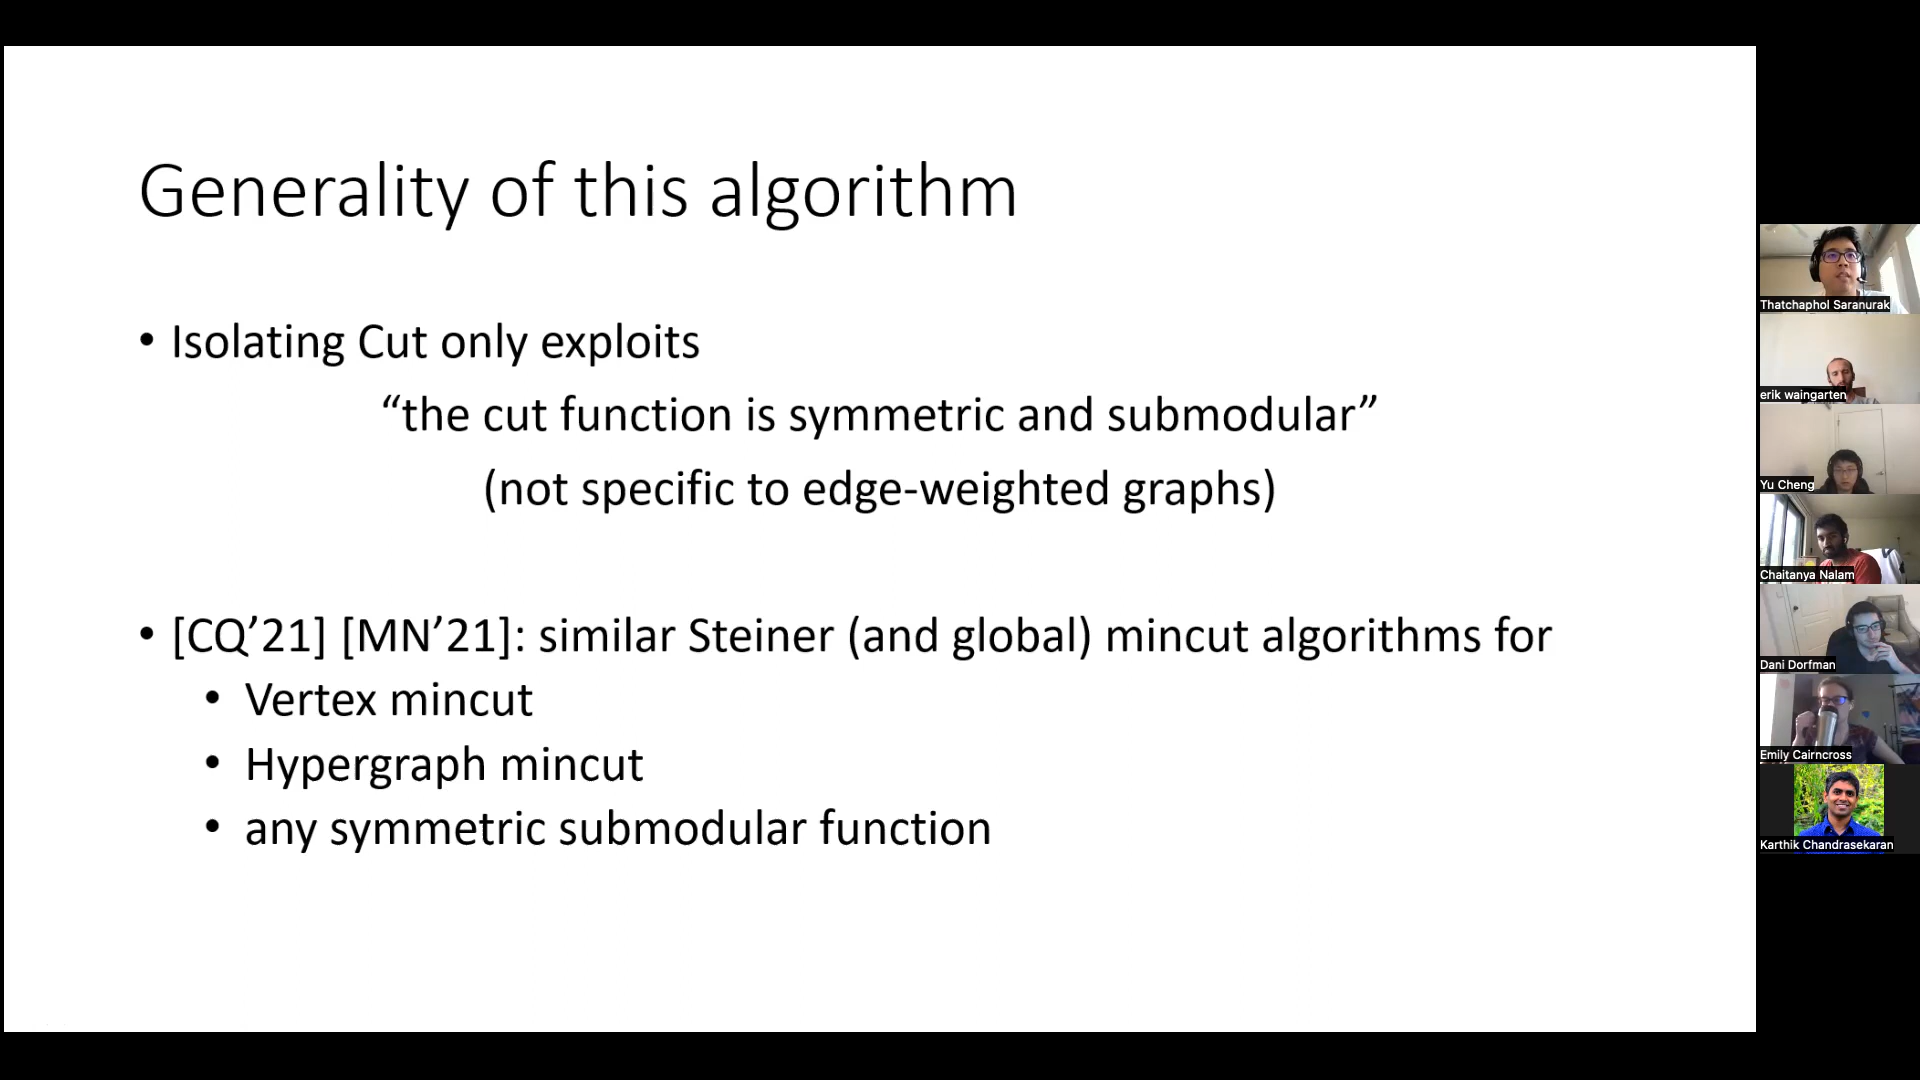 Generality of this algorithm
• Isolating Cut only exploits
“the cut function is symmetric and submodular”
(not specific to edge-weighted graphs)
• [CQ’21] [MN’21]: similar Steiner (and global) mincut algorithms for
• Vertex mincut
• Hypergraph mincut
• any symmetric submodular function
Thatchaphol Saranurak
erik waingarten
Yu Cheng
Chaitanya Nalam
Dani Dorfman
Emily Cairncross
Karthik Chandrasekaran